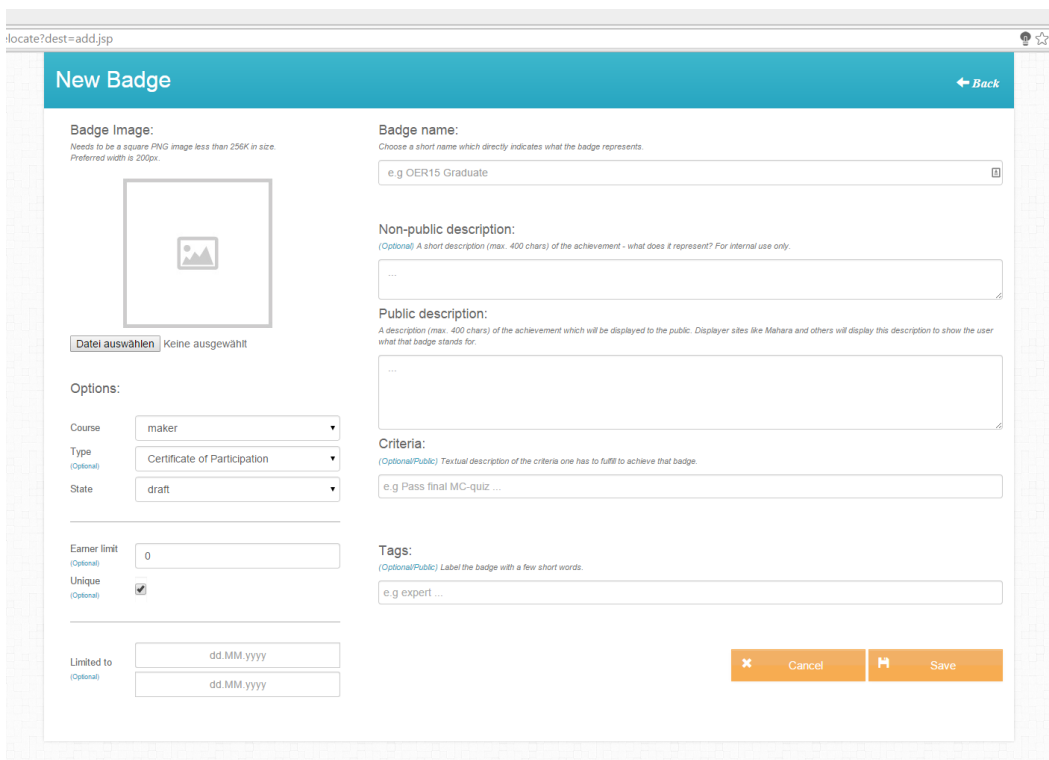 elocate?dest=add.jsp
New Badge
Back
Badge Image:
Needs to be a square PNG image less than 256K in size.
Preferred width is 200px.
Datei auswählen Keine ausgewählt
Options:
Course maker
Type Certificate of Participation
(Optional)
State draft
Earner limit 0
(Optional)
Unique
(Optional)
Limited to dd.MM.yyyy
(Optional) dd.MM.yyyy
Badge name:
Choose a short name which directly indicates what the badge represents.
e.g OER15 Graduate
Non-public description:
(Optional) A short description (max. 400 chars) of the achievement - what does it represent? For internal use only.
...
Public description:
A description (max. 400 chars) of the achievement which will be displayed to the public. Displayer sites like Mahara and others will display this description to show the user
what that badge stands for.
...
Criteria:
(Optional/Public) Textual description of the criteria one has to fulfill to achieve that badge.
e.g Pass final MC-quiz ...
Tags:
(Optional/Public) Label the badge with a few short words.
e.g expert ...
Cancel Save